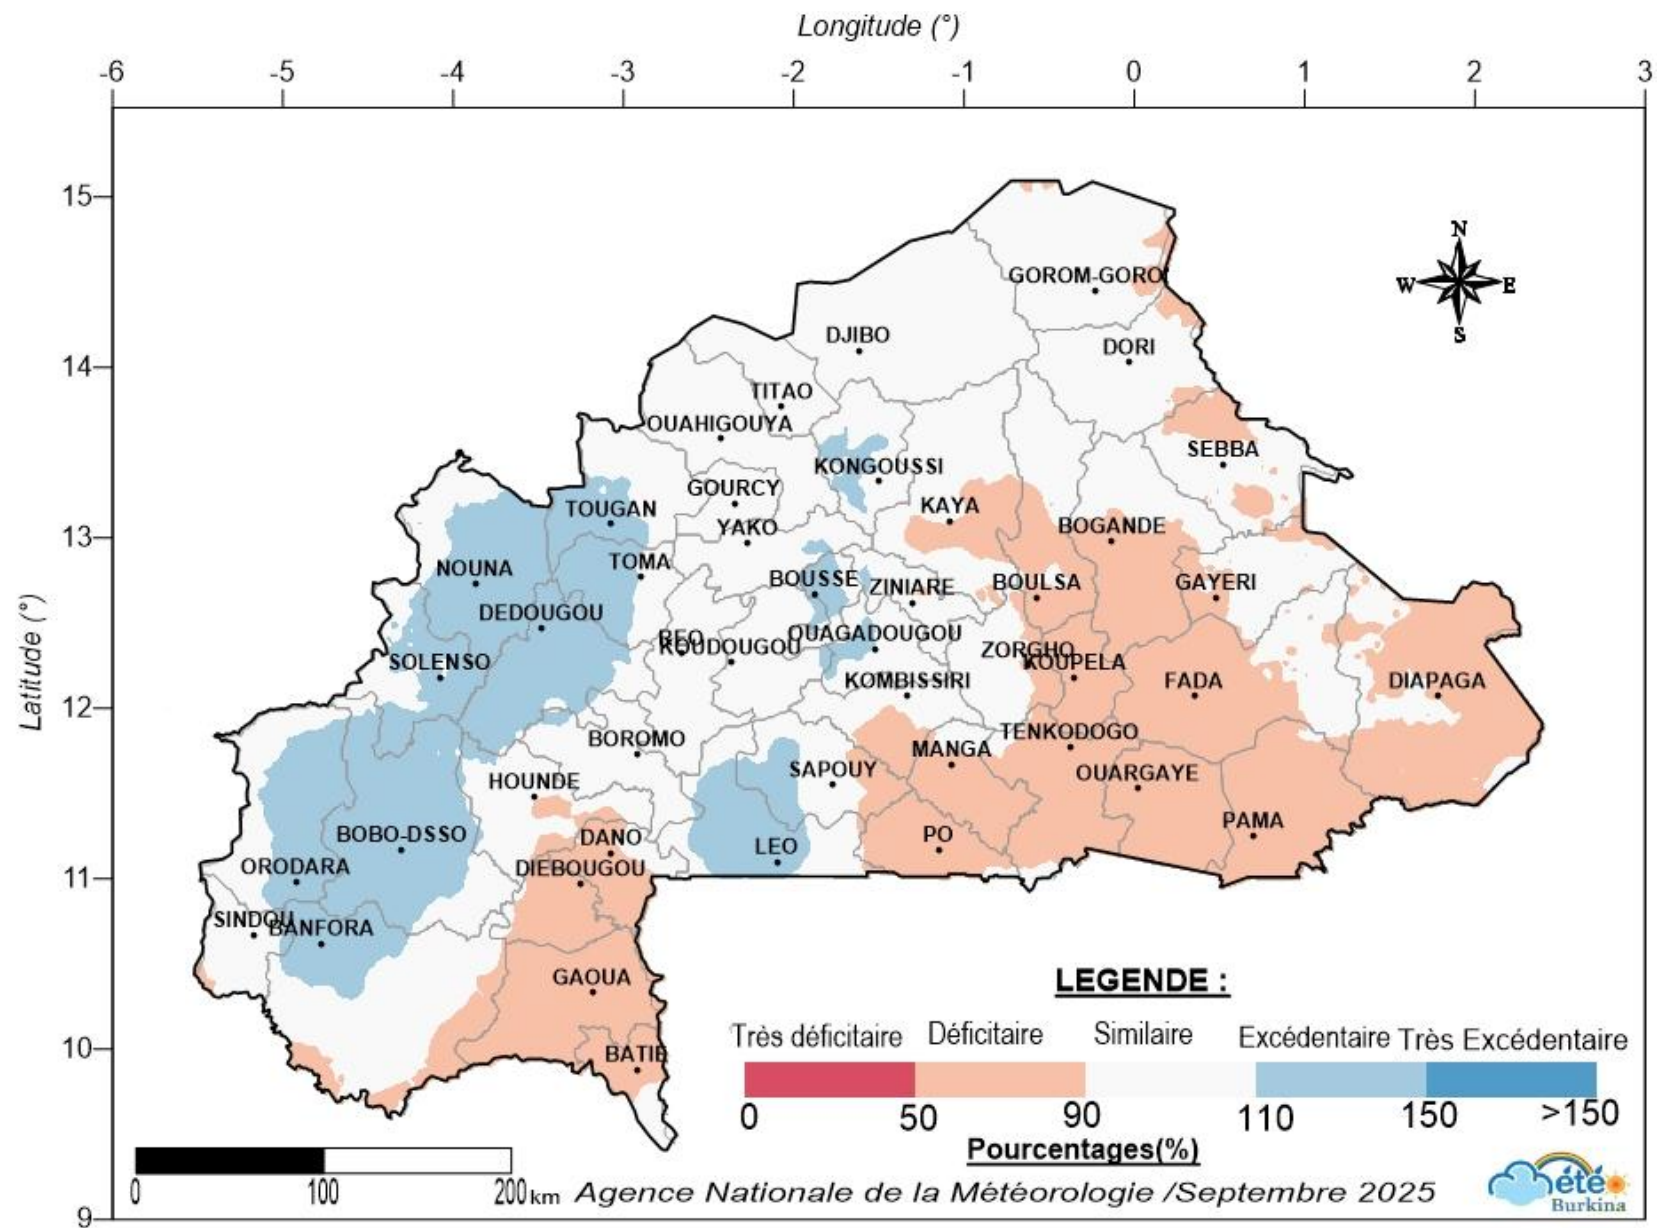 Longitude (°)
-6 -5 -4 -3 -2 -1 0 1 2 3
Latitude (°)
15
14
13
12
11
10
9
N
W E
S
GOROM-GORO
DJIBO
DORI
TITAO
OUAHIGOUYA
SEBBA
KONGOUSSI
GOURCY
TOUGAN
KAYA
YAKO
BOGANDE
NOUNA
TOMA
BOUSSE
ZINIARE
BOULSA
GAYERI
DEDOUGOU
REO
KOUDOUGOU
OUAGADOUGOU
ZORGHO
KOUPELA
SOLENSO
KOMBISSIRI
FADA
DIAPAGA
BOROMO
TENKODOGO
MANGA
HOUNDE
SAPOUY
OUARGAYE
BOBO-DSSO
DANO
LEO
PO
PAMA
ORODARA
DIEBOUGOU
SINDOU
BANFORA
GAOUA
BATIE
LEGENDE :
Très déficitaire Déficitaire Similaire Excédentaire Très Excédentaire
0 50 90 110 150 >150
Pourcentages(%)
0 100 200 km
Agence Nationale de la Météorologie /Septembre 2025
été
Burkina